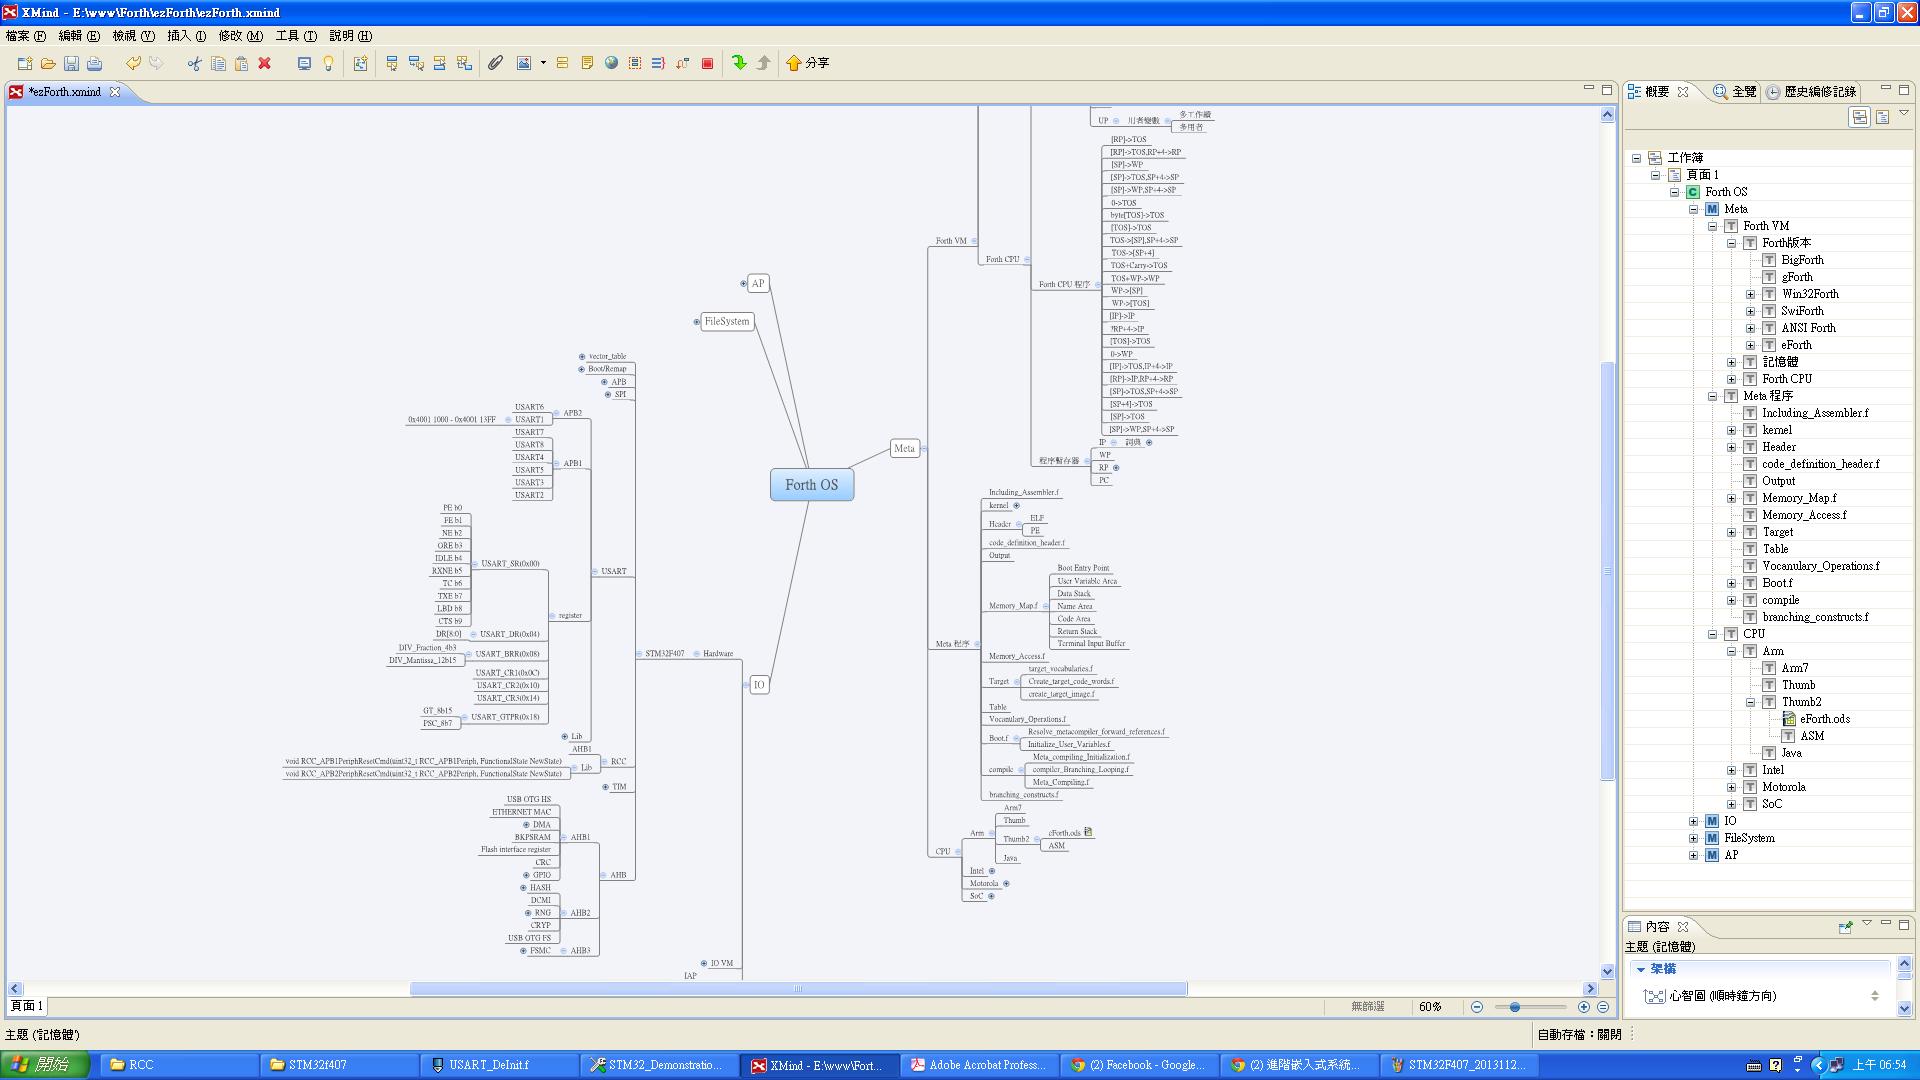 XMind - E:\www\Forth\ezForth\ezForth.xmind
檔案 (F) 編輯 (E) 檢視 (V) 插入 (I) 修改 (M) 工具 (T) 說明 (H)
分享
*ezForth.xmind
UP 用者變數
多工作績
多用者
[RP]->TOS
[RP]->TOS,RP+4->RP
[SP]->WP
[SP]->TOS,SP+4->SP
[SP]->WP,SP+4->SP
0->TOS
byte[TOS]->TOS
[TOS]->TOS
TOS->[SP],SP+4->SP
TOS->[SP+4]
TOS+Carry->TOS
TOS+WP->WP
WP->[SP]
WP->[TOS]
[IP]->IP
?RP+4->IP
[TOS]->TOS
0->WP
[IP]->TOS,IP+4->IP
[RP]->IP,RP+4->RP
[SP]->TOS,SP+4->SP
[SP+4]->TOS
[SP]->TOS
[SP]->WP,SP+4->SP
Forth VM
Forth CPU
Forth CPU 程序
程序暫存器
IP 詞典
WP
RP
PC
AP
FileSystem
Forth OS
Meta
IO
vector_table
Boot/Remap
APB
SPI
USART6
USART1
0x4001 1000 - 0x4001 13FF
APB2
USART7
USART8
USART4
USART5
USART3
USART2
APB1
PE b0
FE b1
NE b2
ORE b3
IDLE b4
RXNE b5
TC b6
TXE b7
LBD b8
CTS b9
USART_SR(0x00)
DR[8:0] USART_DR(0x04)
DIV_Fraction_4b3
DIV_Mantissa_12b15
USART_BRR(0x08)
USART_CR1(0x0C)
USART_CR2(0x10)
USART_CR3(0x14)
GT_8b15
PSC_8b7
USART_GTPR(0x18)
register
USART
Lib
AHB1
void RCC_APB1PeriphResetCmd(uint32_t RCC_APB1Periph, FunctionalState NewState)
void RCC_APB2PeriphResetCmd(uint32_t RCC_APB2Periph, FunctionalState NewState)
Lib
RCC
TIM
USB OTG HS
ETHERNET MAC
DMA
BKPSRAM
Flash interface register
CRC
GPIO
AHB1
HASH
DCMI
RNG
CRYP
USB OTG FS
AHB2
FSMC AHB3
AHB
STM32F407 Hardware
IO VM
IAP
Including_Assembler.f
kernel
Header
ELF
PE
code_definition_header.f
Output
Memory_Map.f
Boot Entry Point
User Variable Area
Data Stack
Name Area
Code Area
Return Stack
Terminal Input Buffer
Meta 程序
Memory_Access.f
Target
target_vocabularies.f
Create_target_code_words.f
create_target_image.f
Table
Vocanulary_Operations.f
Boot.f
Resolve_metacompiler_forward_references.f
Initialize_User_Variables.f
compile
Meta_compiling_Initialization.f
compiler_Branching_Looping.f
Meta_Compiling.f
branching_constructs.f
CPU
Arm
Arm7
Thumb
Thumb2
eForth.ods
ASM
Java
Intel
Motorola
SoC
頁面 1
無篩選 60%
概要 全覽 歷史編修記錄
工作簿
頁面 1
Forth OS
Meta
Forth VM
Forth版本
BigForth
gForth
Win32Forth
SwiForth
ANSI Forth
eForth
記憶體
Forth CPU
Meta 程序
Including_Assembler.f
kernel
Header
code_definition_header.f
Output
Memory_Map.f
Memory_Access.f
Target
Table
Vocanulary_Operations.f
Boot.f
compile
branching_constructs.f
CPU
Arm
Arm7
Thumb
Thumb2
eForth.ods
ASM
Java
Intel
Motorola
SoC
IO
FileSystem
AP
內容
主題 (記憶體)
架構
心智圖 (順時鐘方向)
主題 ('記憶體')
自動存檔：關閉
開始 RCC STM32f407 USART_DeInit.f STM32_Demonstratio... XMind - E:\www\Fort... Adobe Acrobat Profess... (2) Facebook - Google... (2) 進階嵌入式系統... STM32F407_2013112... 上午 06:54